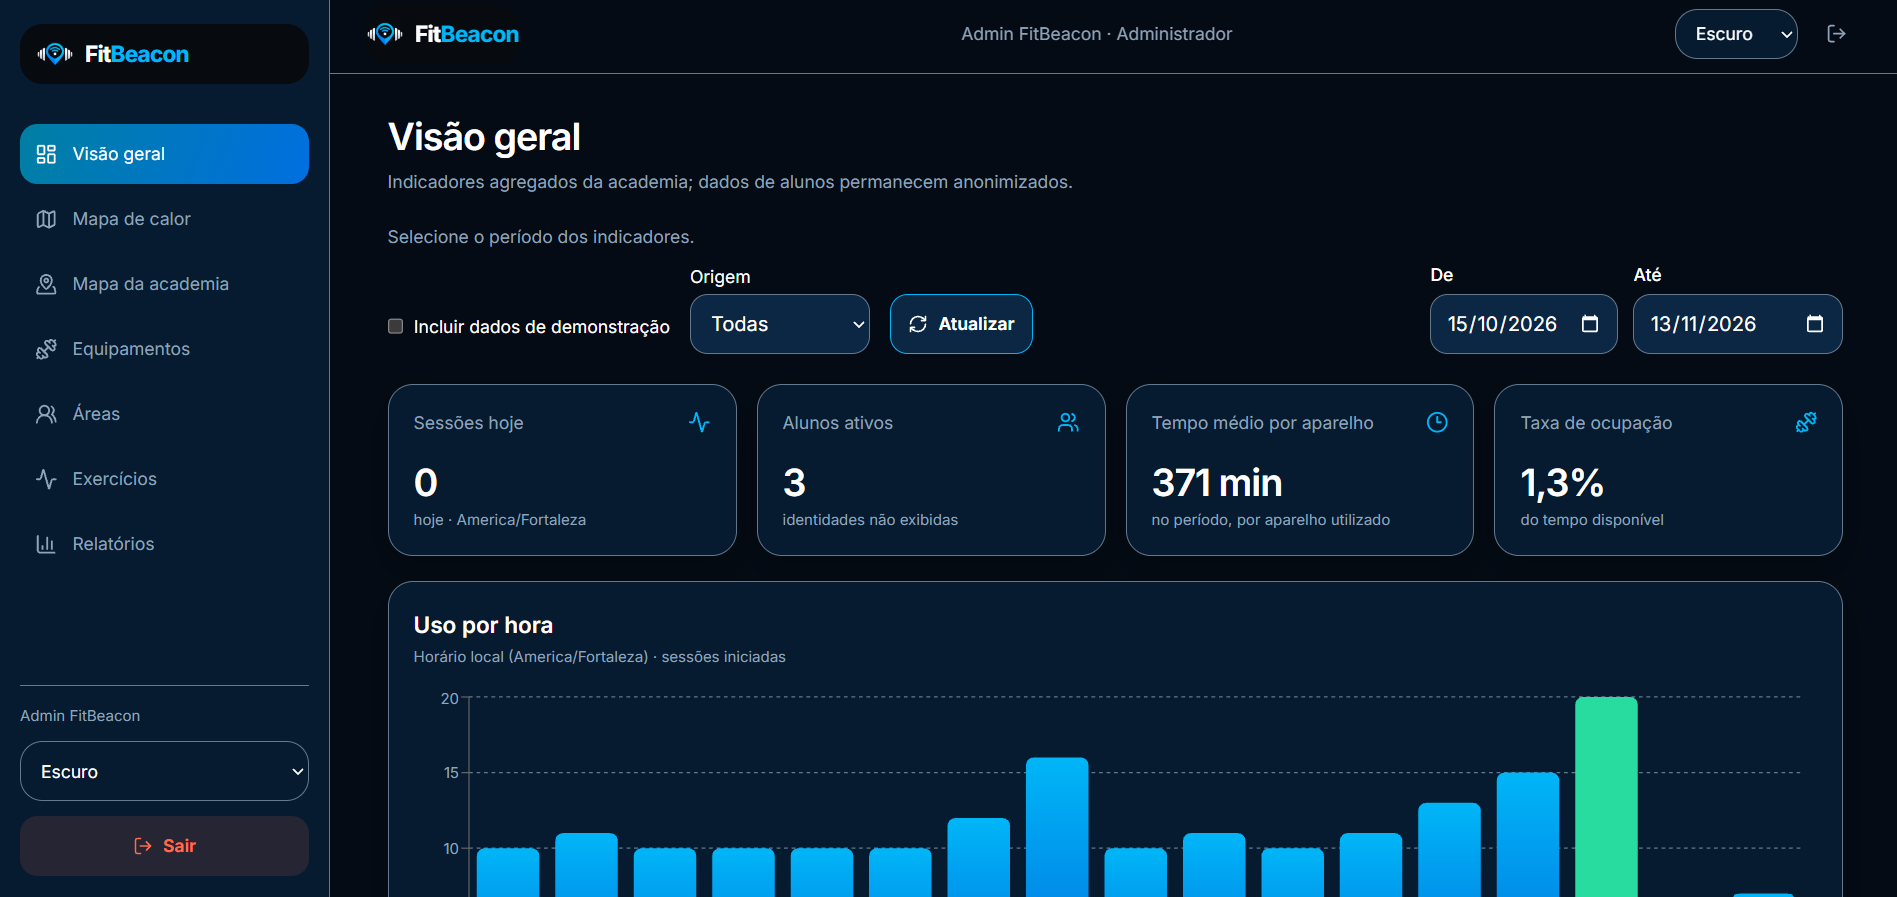 FitBeacon
Visão geral
Mapa de calor
Mapa da academia
Equipamentos
Áreas
Exercícios
Relatórios
Admin FitBeacon
Escuro
Sair
FitBeacon
Admin FitBeacon · Administrador
Escuro
Visão geral
Indicadores agregados da academia; dados de alunos permanecem anonimizados.
Selecione o período dos indicadores.
Incluir dados de demonstração
Origem
Todas
Atualizar
De
15/10/2026
Até
13/11/2026
Sessões hoje
0
hoje · America/Fortaleza
Alunos ativos
3
identidades não exibidas
Tempo médio por aparelho
371 min
no período, por aparelho utilizado
Taxa de ocupação
1,3%
do tempo disponível
Uso por hora
Horário local (America/Fortaleza) · sessões iniciadas
20
15
10